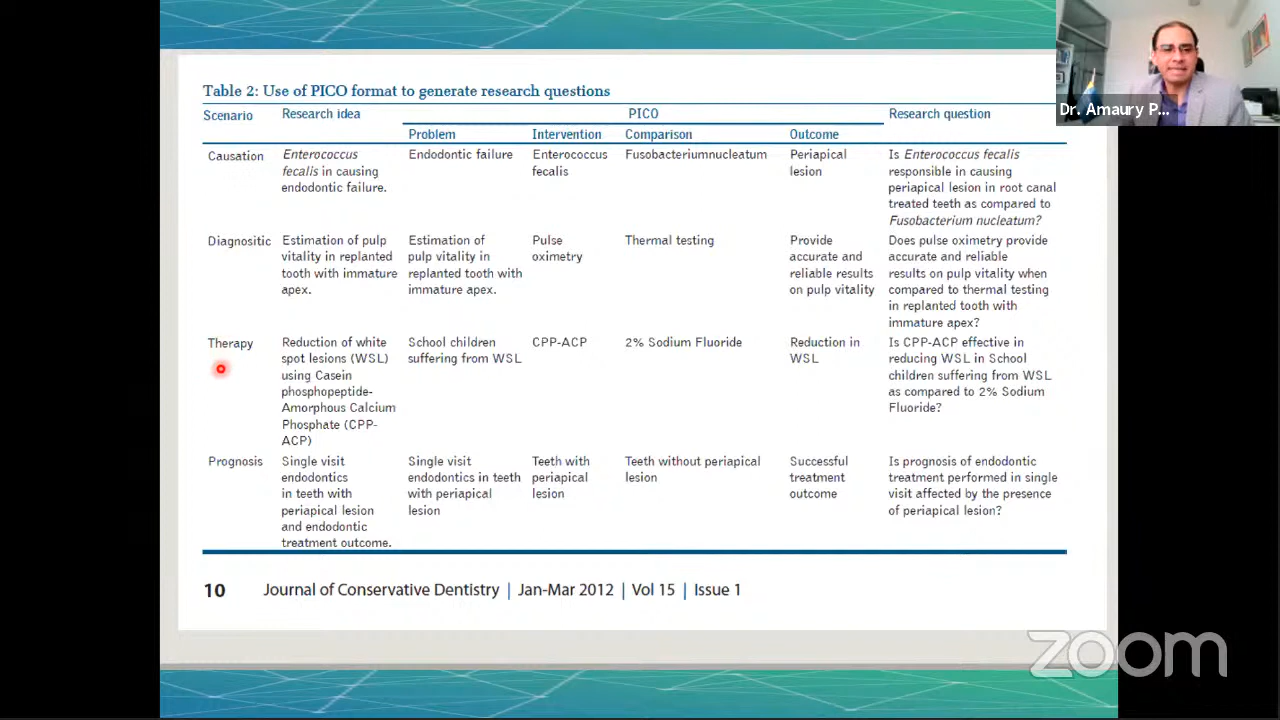 Table 2: Use of PICO format to generate research questions
Scenario Research idea PICO Research question
Problem Intervention Comparison Outcome
Causation Enterococcus Endodontic failure Enterococcus Fusobacteriumnucleatum Periapical Is Enterococcus fecalis
fecalis in causing fecalis lesion responsible in causing
endodontic failure. periapical lesion in root canal
treated teeth as compared to
Fusobacterium nucleatum?
Diagnositic Estimation of pulp Estimation of Pulse Thermal testing Provide Does pulse oximetry provide
vitality in replanted pulp vitality in oximetry accurate and accurate and reliable
tooth with immature replanted tooth with reliable results results on pulp vitality when
apex. immature apex. on pulp vitality compared to thermal testing
in replanted tooth with
immature apex?
Therapy Reduction of white School children CPP-ACP 2% Sodium Fluoride Reduction in Is CPP-ACP effective in
spot lesions (WSL) suffering from WSL WSL reducing WSL in School
using Casein children suffering from WSL
phosphopeptide- as compared to 2% Sodium
Amorphous Calcium Fluoride?
Phosphate (CPP-
ACP)
Prognosis Single visit Single visit Teeth with Teeth without periapical Successful Is prognosis of endodontic
endodontics endodontics in teeth periapical lesion treatment treatment performed in single
in teeth with with periapical lesion outcome visit affected by the presence
periapical lesion lesion of periapical lesion?
and endodontic
treatment outcome.
10 Journal of Conservative Dentistry | Jan-Mar 2012 | Vol 15 | Issue 1
Dr. Amaury P...
zoom